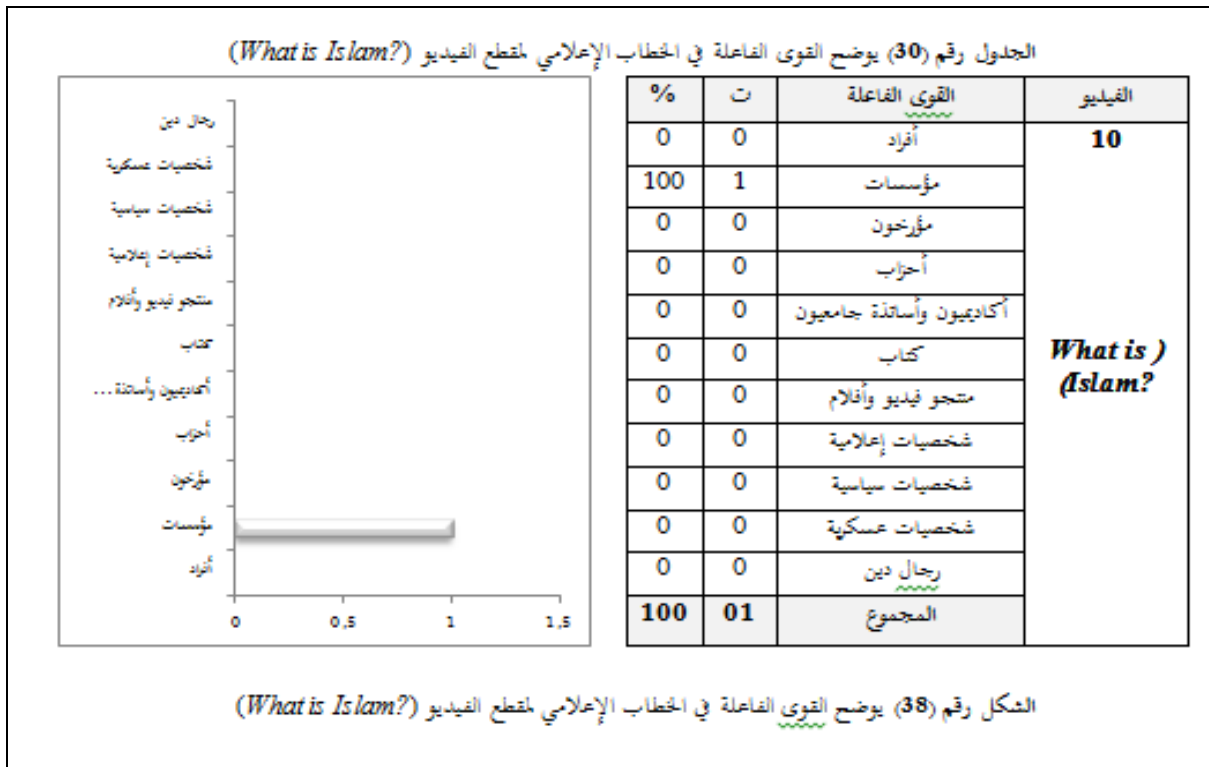 الجدول رقم (30) يوضح القوى الفاعلة في الخطاب الإعلامي لمقطع الفيديو (What is Islam?)
الفيديو القوى الفاعلة ت %
10 أفراد 0 0
مؤسسات 1 100
مؤرخون 0 0
أحزاب 0 0
أكاديميون وأساتذة جامعيون 0 0
What is ) كتاب 0 0
(Islam? منتجو فيديو وأفلام 0 0
شخصيات إعلامية 0 0
شخصيات سياسية 0 0
شخصيات عسكرية 0 0
رجال دين 0 0
المجموع 01 100
رجال دين
شخصيات عسكرية
شخصيات سياسية
شخصيات إعلامية
منتجو فيديو وأفلام
كتاب
أكاديميون وأساتذة...
أحزاب
مؤرخون
مؤسسات
أفراد
0 0,5 1 1,5
الشكل رقم (38) يوضح القوى الفاعلة في الخطاب الإعلامي لمقطع الفيديو (What is Islam?)